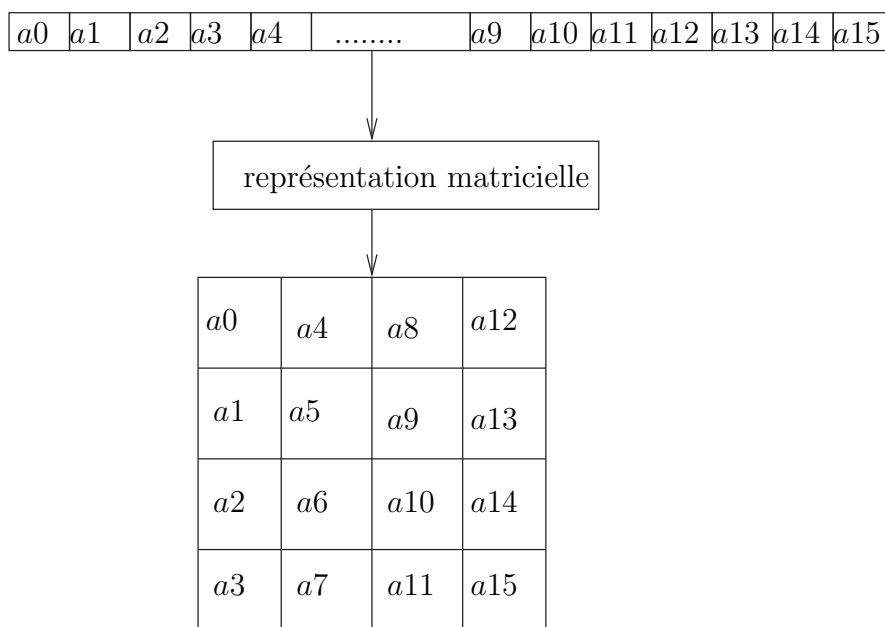 a0 a1 a2 a3 a4 ........ a9 a10 a11 a12 a13 a14 a15
représentation matricielle
a0 a4 a8 a12
a1 a5 a9 a13
a2 a6 a10 a14
a3 a7 a11 a15